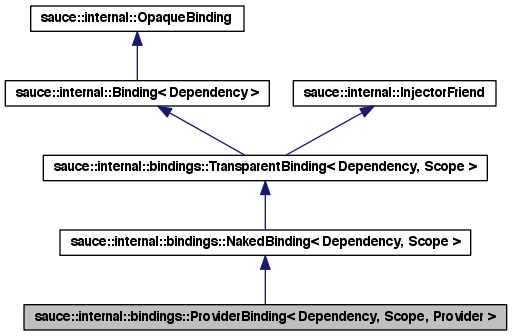 sauce::internal::OpaqueBinding
sauce::internal::Binding< Dependency >
sauce::internal::InjectorFriend
sauce::internal::bindings::TransparentBinding< Dependency, Scope >
sauce::internal::bindings::NakedBinding< Dependency, Scope >
sauce::internal::bindings::ProviderBinding< Dependency, Scope, Provider >